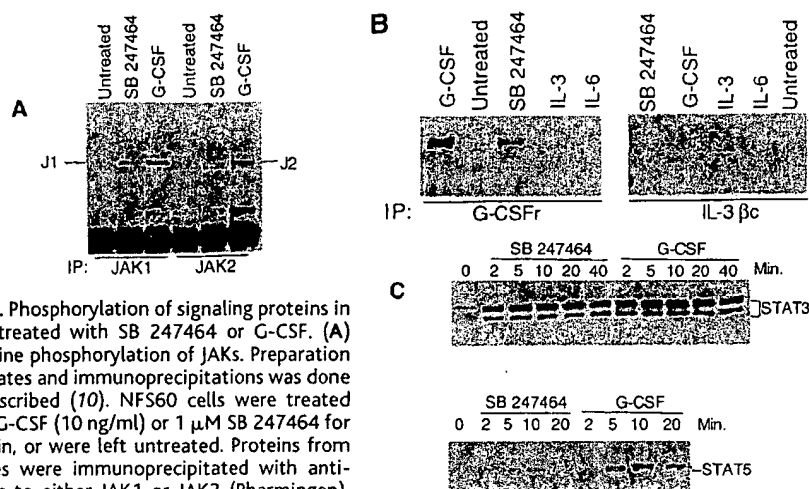 A
Untreated
SB 247464
G-CSF
Untreated
SB 247464
G-CSF
J1
J2
IP: JAK1 JAK2
B
G-CSF
Untreated
SB 247464
IL-3
IL-6
SB 247464
G-CSF
IL-3
IL-6
Untreated
IP: G-CSFr IL-3 βc
C
SB 247464 G-CSF
0 2 5 10 20 40 2 5 10 20 40 Min.
STAT3
SB 247464 G-CSF
0 2 5 10 20 2 5 10 20 Min.
STAT5
. Phosphorylation of signaling proteins in
treated with SB 247464 or G-CSF. (A)
ine phosphorylation of JAKs. Preparation
ates and immunoprecipitations was done
scribed (10). NFS60 cells were treated
G-CSF (10 ng/ml) or 1 μM SB 247464 for
in, or were left untreated. Proteins from
es were immunoprecipitated with anti-
to either JAK1 or JAK2 (Pharmingen)